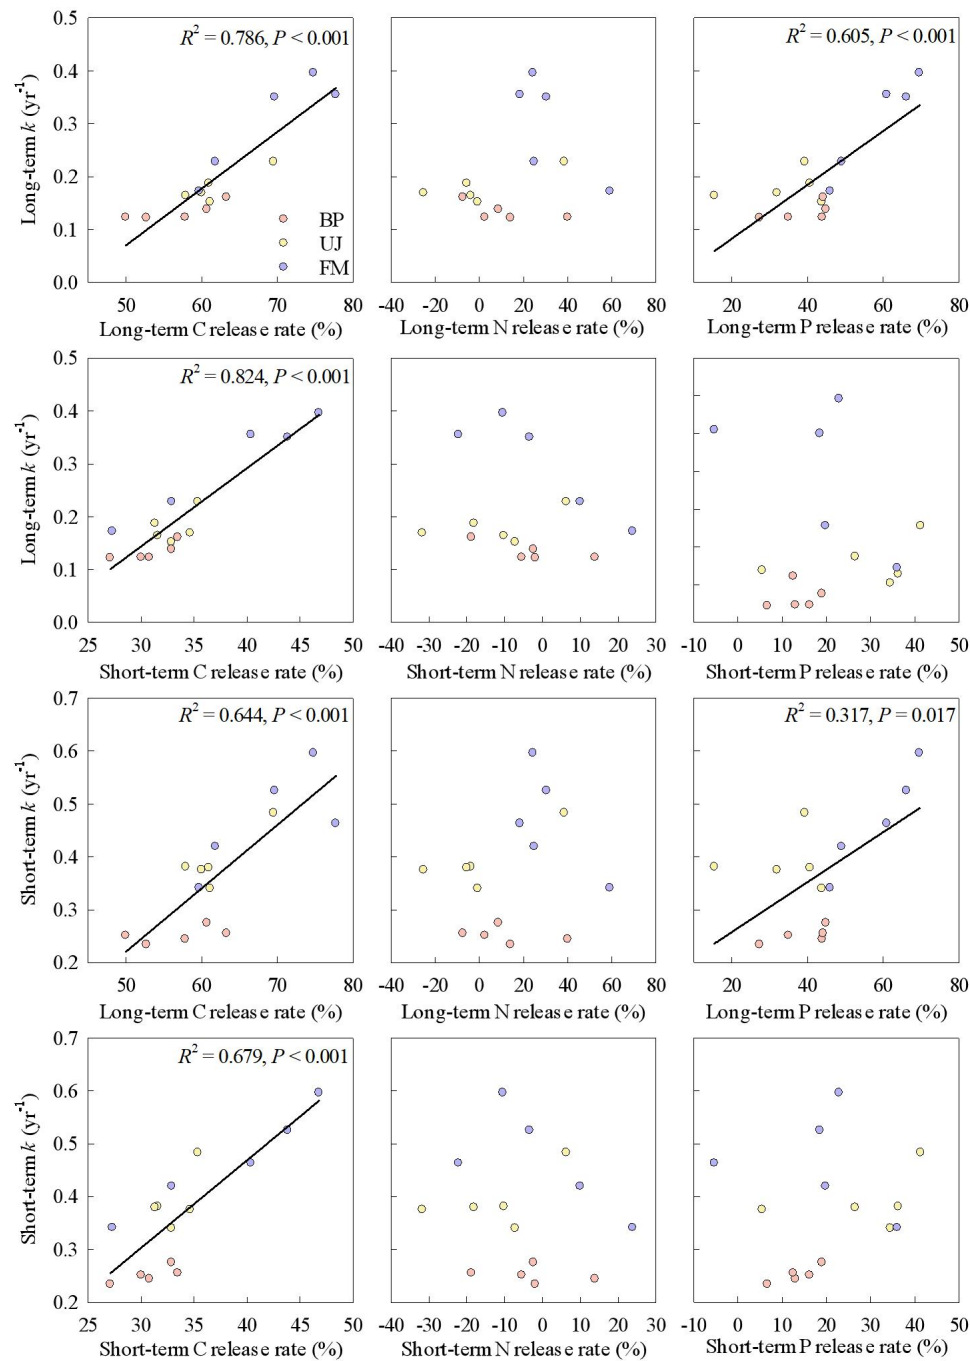 0.5
R² = 0.786, P < 0.001
R² = 0.605, P < 0.001
0.4
0.3
0.2
0.1
0.0
Long-term k (yr⁻¹)
BP
UJ
FM
50 60 70 80
-40 -20 0 20 40 60 80
20 40 60 80
Long-term C release rate (%)
Long-term N release rate (%)
Long-term P release rate (%)
0.5
R² = 0.824, P < 0.001
0.4
0.3
0.2
0.1
0.0
Long-term k (yr⁻¹)
25 30 35 40 45 50
-40 -30 -20 -10 0 10 20 30
-10 0 10 20 30 40 50
Short-term C release rate (%)
Short-term N release rate (%)
Short-term P release rate (%)
0.7
R² = 0.644, P < 0.001
R² = 0.317, P = 0.017
0.6
0.5
0.4
0.3
0.2
Short-term k (yr⁻¹)
50 60 70 80
-40 -20 0 20 40 60 80
20 40 60 80
Long-term C release rate (%)
Long-term N release rate (%)
Long-term P release rate (%)
0.7
R² = 0.679, P < 0.001
0.6
0.5
0.4
0.3
0.2
Short-term k (yr⁻¹)
25 30 35 40 45 50
-40 -30 -20 -10 0 10 20 30
-10 0 10 20 30 40 50
Short-term C release rate (%)
Short-term N release rate (%)
Short-term P release rate (%)